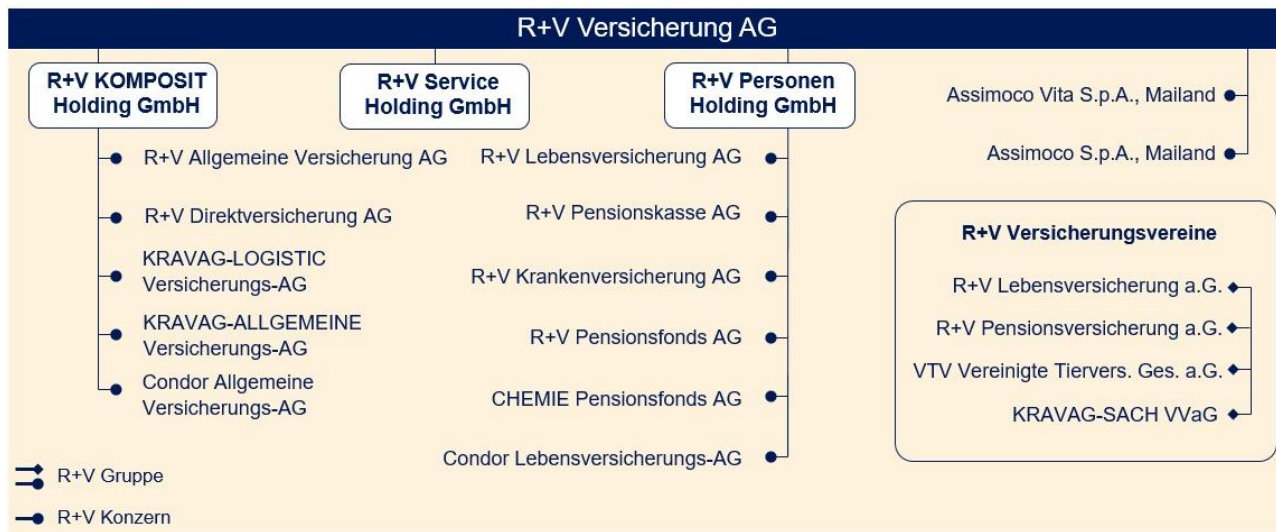 R+V Versicherung AG
R+V KOMPOSIT
Holding GmbH
R+V Service
Holding GmbH
R+V Personen
Holding GmbH
R+V Allgemeine Versicherung AG
R+V Direktversicherung AG
KRAVAG-LOGISTIC
Versicherungs-AG
KRAVAG-ALLGEMEINE
Versicherungs-AG
Condor Allgemeine
Versicherungs-AG
R+V Lebensversicherung AG
R+V Pensionskasse AG
R+V Krankenversicherung AG
R+V Pensionsfonds AG
CHEMIE Pensionsfonds AG
Condor Lebensversicherungs-AG
Assimoco Vita S.p.A., Mailand
Assimoco S.p.A., Mailand
R+V Versicherungsvereine
R+V Lebensversicherung a.G.
R+V Pensionsversicherung a.G.
VTV Vereinigte Tiervers. Ges. a.G.
KRAVAG-SACH VVaG
R+V Gruppe
R+V Konzern